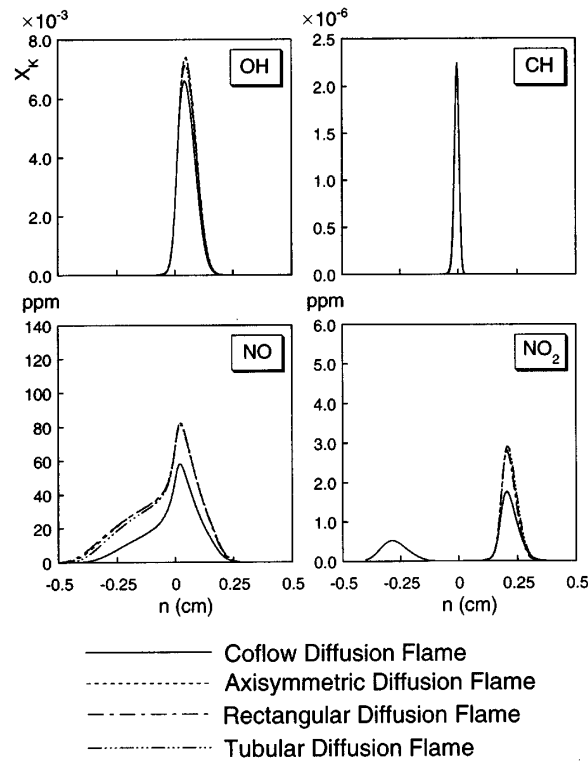 ×10⁻³
8.0
6.0
4.0
2.0
0.0
X_K
OH
×10⁻⁶
2.5
2.0
1.5
1.0
0.5
0.0
CH
ppm
140
120
100
80
60
40
20
0
NO
-0.5 -0.25 0 0.25 0.5
n (cm)
ppm
6.0
5.0
4.0
3.0
2.0
1.0
0.0
NO₂
-0.5 -0.25 0 0.25 0.5
n (cm)
Coflow Diffusion Flame
Axisymmetric Diffusion Flame
Rectangular Diffusion Flame
Tubular Diffusion Flame